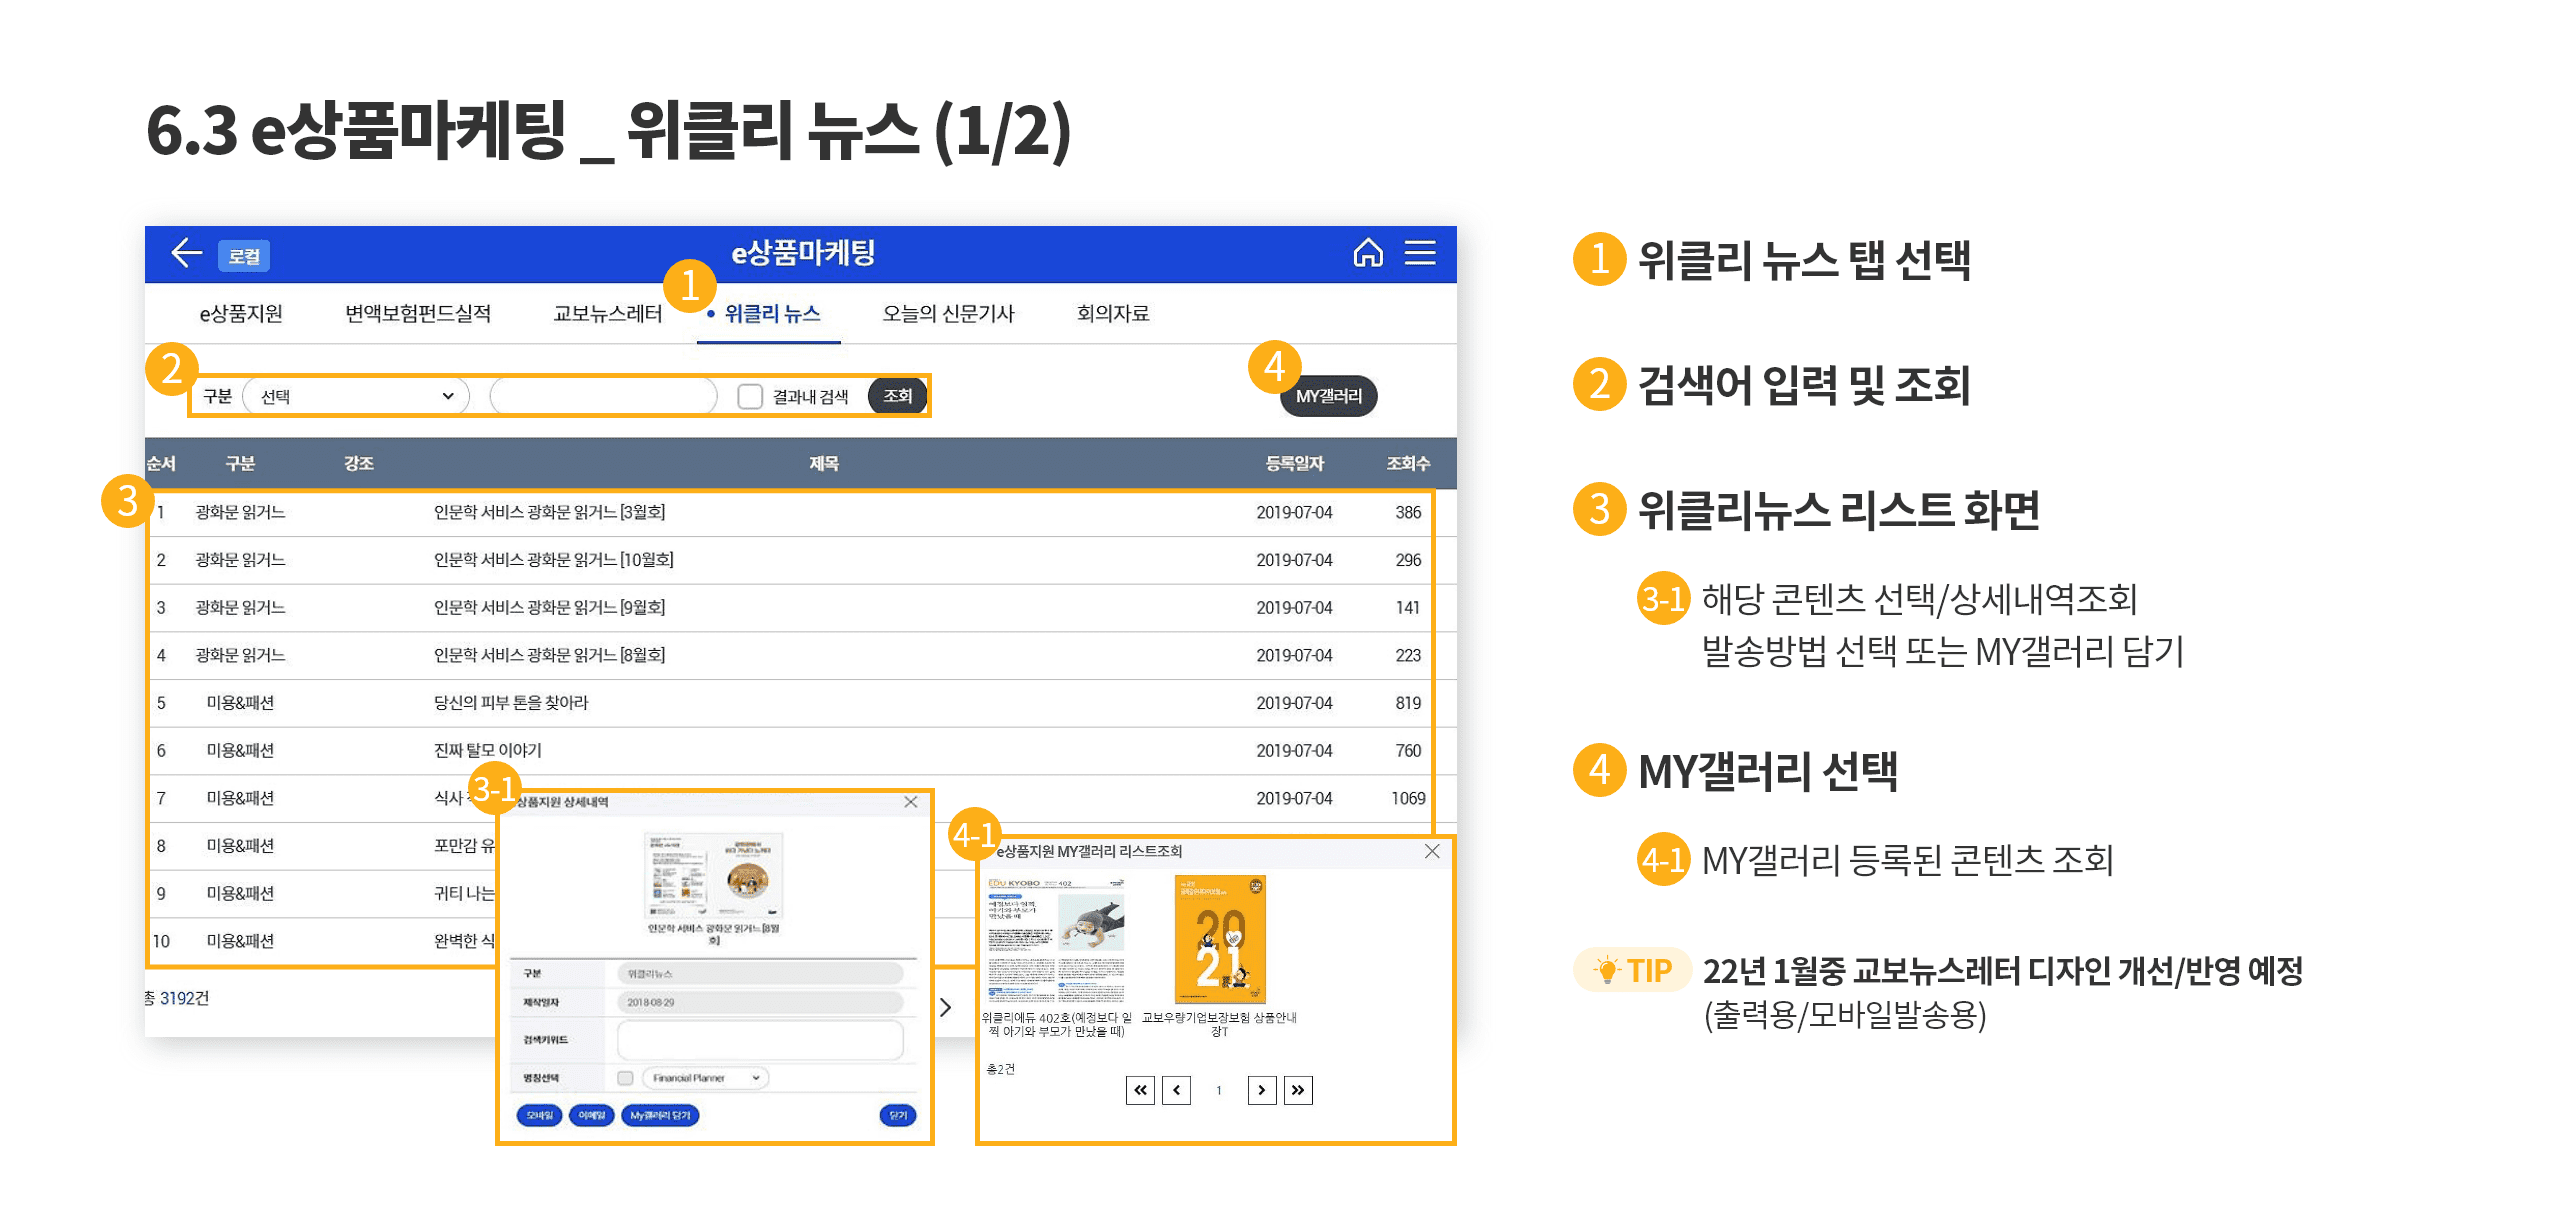 6.3 e상품마케팅 _ 위클리 뉴스 (1/2)
로컬
e상품마케팅
1
e상품지원
변액보험펀드실적
교보뉴스레터
위클리 뉴스
오늘의 신문기사
회의자료
2
구분
선택
결과내 검색
조회
4
MY갤러리
순서 구분 강조 제목 등록일자 조회수
3
1 광화문 읽거느 인문학 서비스 광화문 읽거느 [3월호] 2019-07-04 386
2 광화문 읽거느 인문학 서비스 광화문 읽거느 [10월호] 2019-07-04 296
3 광화문 읽거느 인문학 서비스 광화문 읽거느 [9월호] 2019-07-04 141
4 광화문 읽거느 인문학 서비스 광화문 읽거느 [8월호] 2019-07-04 223
5 미용&패션 당신의 피부 톤을 찾아라 2019-07-04 819
6 미용&패션 진짜 탈모 이야기 2019-07-04 760
7 미용&패션 식사 2019-07-04 1069
8 미용&패션 포만감 유
9 미용&패션 귀티 나는
10 미용&패션 완벽한 식
총 3192건
3-1
상품지원 상세내역
인문학 서비스 광화문 읽거느 [8월
호]
구분 위클리뉴스
제작일자 2018-08-29
검색키워드
명칭선택 Financial Planner
모바일 이메일 My갤러리 담기 닫기
4-1
e상품지원 MY갤러리 리스트조회
EDU KYOBO 402
예정보다 일찍,
아기와 부모가
만났을 때
20
21
위클리에듀 402호(예정보다 일
찍 아기와 부모가 만났을 때)
교보우량기업보장보험 상품안내
장T
총2건
1
1 위클리 뉴스 탭 선택
2 검색어 입력 및 조회
3 위클리뉴스 리스트 화면
3-1 해당 콘텐츠 선택/상세내역조회
발송방법 선택 또는 MY갤러리 담기
4 MY갤러리 선택
4-1 MY갤러리 등록된 콘텐츠 조회
TIP 22년 1월중 교보뉴스레터 디자인 개선/반영 예정
(출력용/모바일발송용)